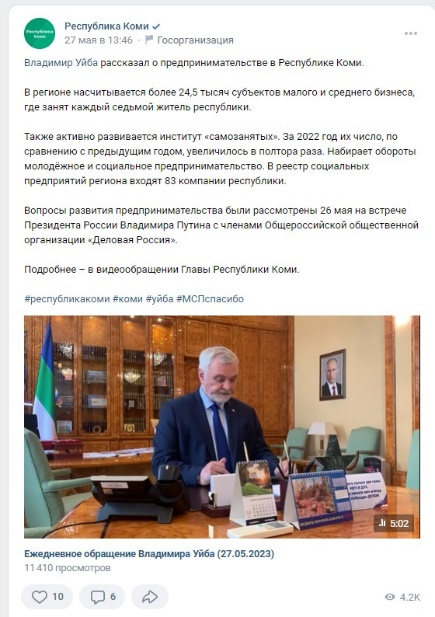 Республика Коми
27 мая в 13:46 · Госорганизация
Владимир Уйба рассказал о предпринимательстве в Республике Коми.
В регионе насчитывается более 24,5 тысяч субъектов малого и среднего бизнеса,
где занят каждый седьмой житель республики.
Также активно развивается институт «самозанятых». За 2022 год их число, по
сравнению с предыдущим годом, увеличилось в полтора раза. Набирает обороты
молодёжное и социальное предпринимательство. В реестр социальных
предприятий региона входят 83 компании республики.
Вопросы развития предпринимательства были рассмотрены 26 мая на встрече
Президента России Владимира Путина с членами Общероссийской общественной
организации «Деловая Россия».
Подробнее – в видеообращении Главы Республики Коми.
#республикакоми #коми #уйба #МСПспасибо
5:02
Ежедневное обращение Владимира Уйба (27.05.2023)
11 410 просмотров
10
6
4.2K